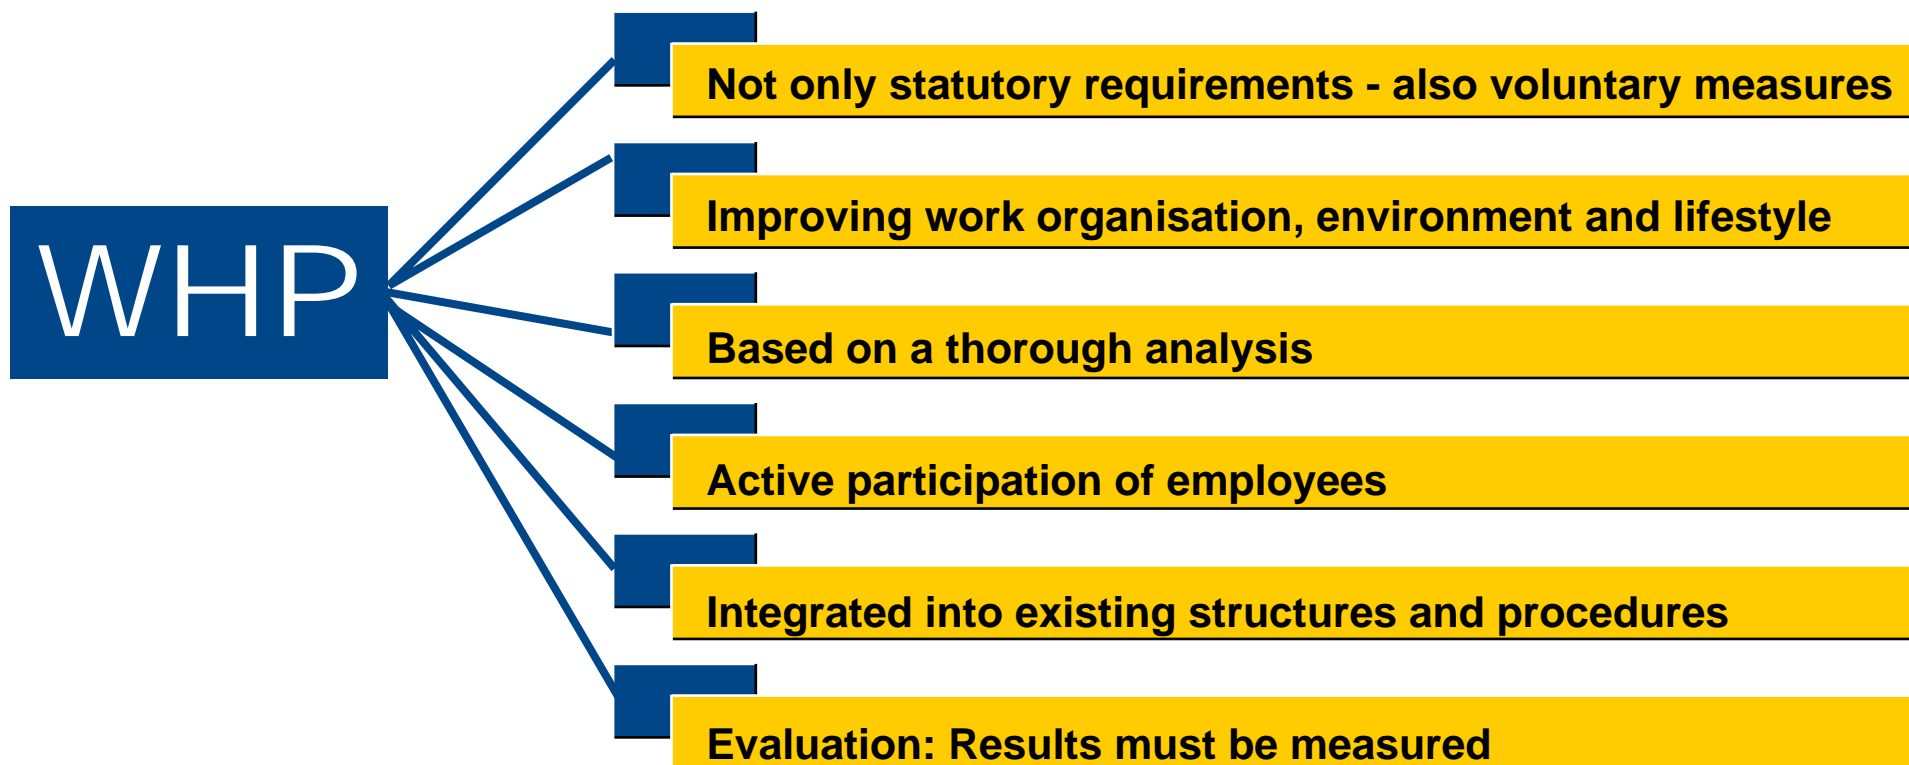 WHP
Not only statutory requirements - also voluntary measures
Improving work organisation, environment and lifestyle
Based on a thorough analysis
Active participation of employees
Integrated into existing structures and procedures
Evaluation: Results must be measured